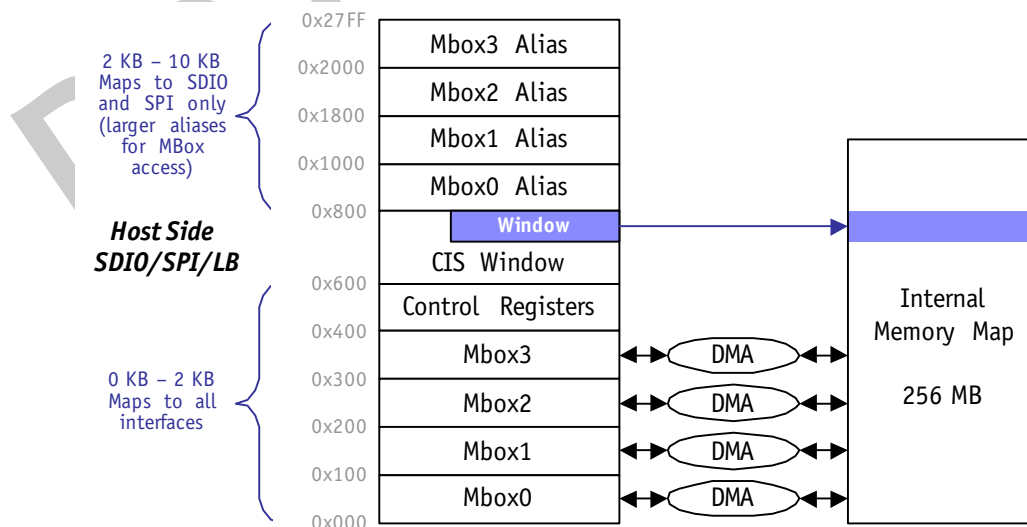 0x27FF
Mbox3 Alias
0x2000
Mbox2 Alias
0x1800
Mbox1 Alias
0x1000
Mbox0 Alias
0x800
2 KB – 10 KB
Maps to SDIO
and SPI only
(larger aliases
for MBox
access)
Host Side
SDIO/SPI/LB
Window
CIS Window
0x600
Control Registers
0x400
Mbox3
0x300
Mbox2
0x200
Mbox1
0x100
Mbox0
0x000
0 KB – 2 KB
Maps to all
interfaces
DMA
DMA
DMA
DMA
Internal
Memory Map
256 MB